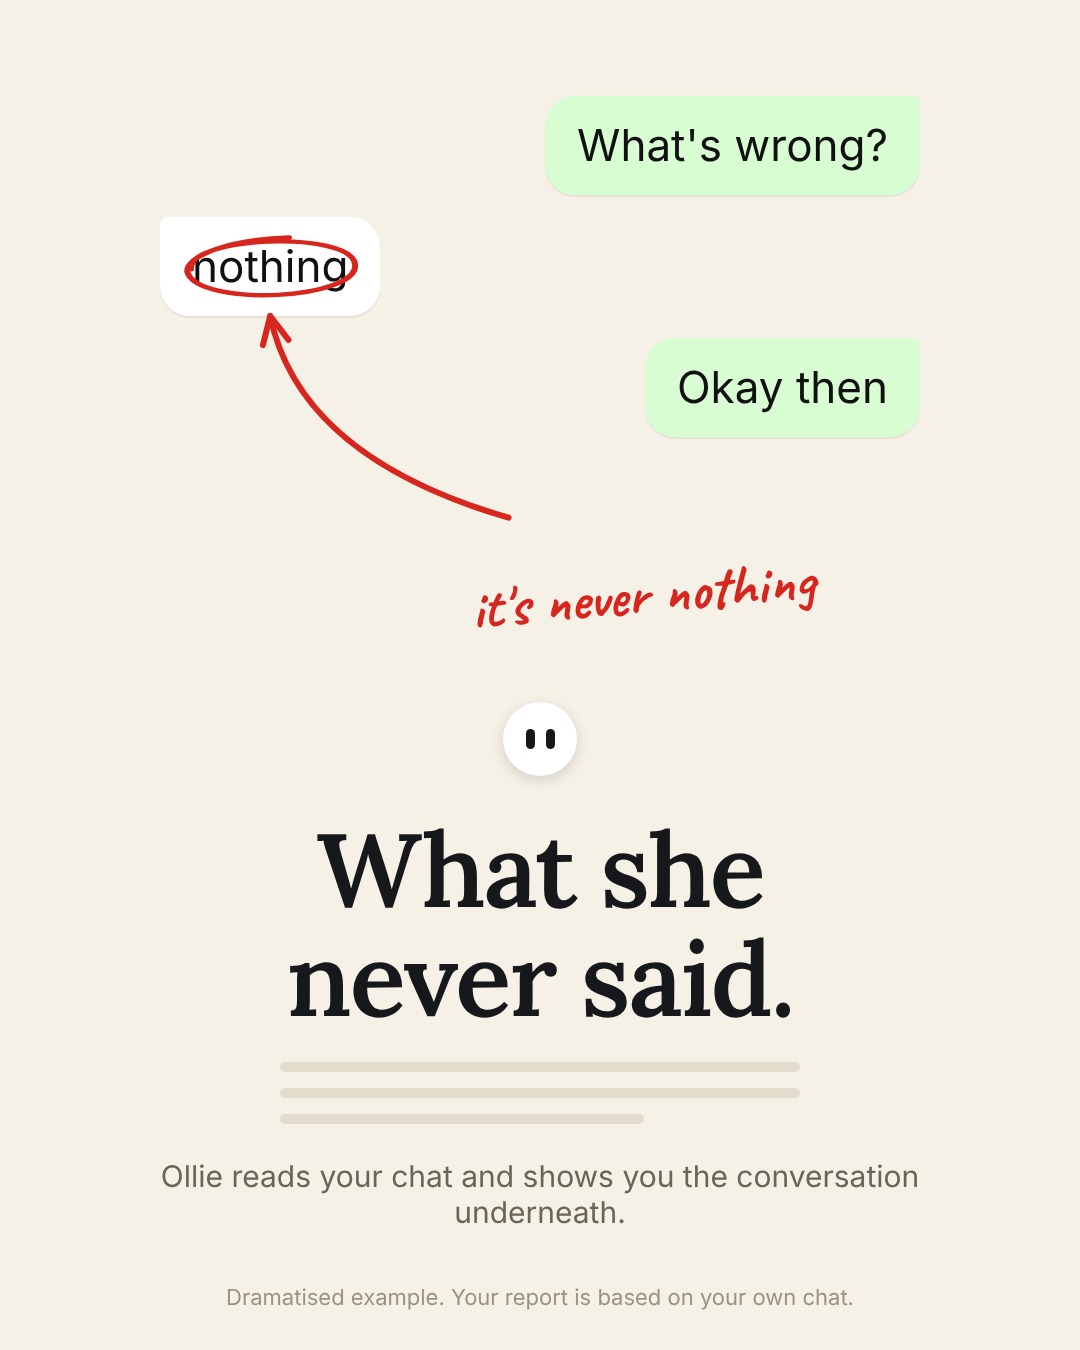 What's wrong?
nothing
Okay then
it's never nothing
What she
never said.
Ollie reads your chat and shows you the conversation
underneath.
Dramatised example. Your report is based on your own chat.